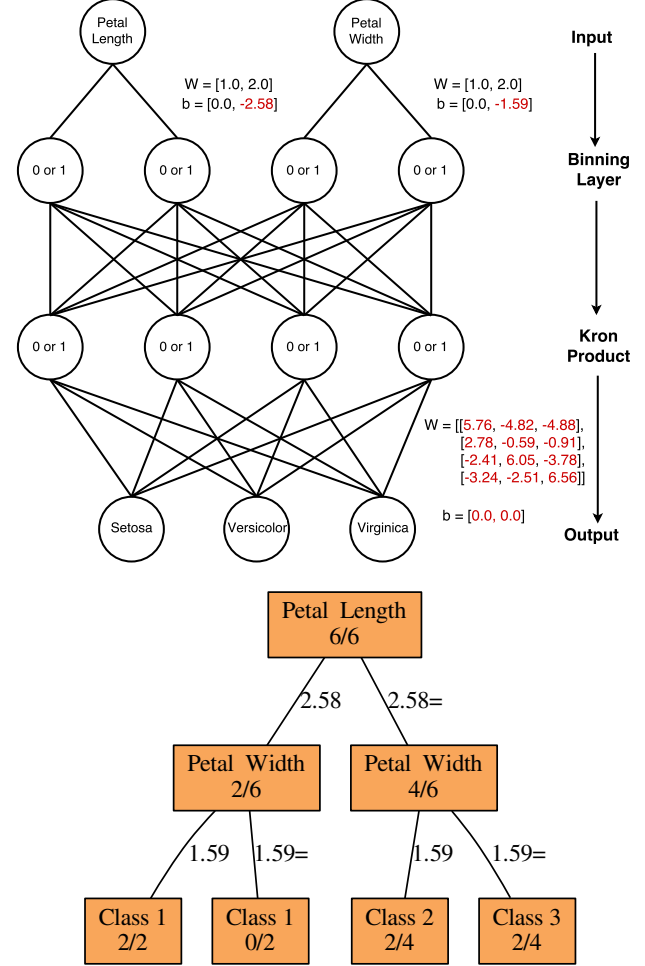 Petal
Length
Petal
Width
Input
W = [1.0, 2.0]
b = [0.0, -2.58]
W = [1.0, 2.0]
b = [0.0, -1.59]
0 or 1
0 or 1
0 or 1
0 or 1
Binning
Layer
0 or 1
0 or 1
0 or 1
0 or 1
Kron
Product
W = [[5.76, -4.82, -4.88],
[2.78, -0.59, -0.91],
[-2.41, 6.05, -3.78],
[-3.24, -2.51, 6.56]]
b = [0.0, 0.0]
Setosa
Versicolor
Virginica
Output
Petal Length
6/6
2.58
2.58=
Petal Width
2/6
Petal Width
4/6
1.59
1.59=
1.59
1.59=
Class 1
2/2
Class 1
0/2
Class 2
2/4
Class 3
2/4